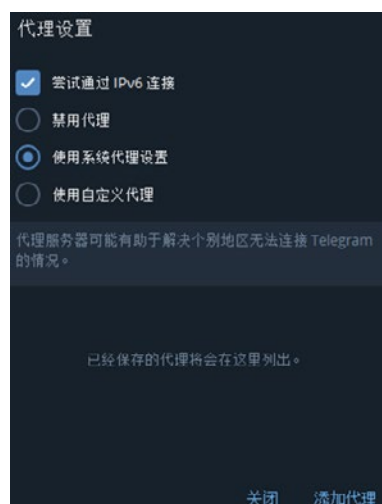 代理设置
尝试通过 IPv6 连接
禁用代理
使用系统代理设置
使用自定义代理
代理服务器可能有助于解决个别地区无法连接 Telegram
的情况。
已经保存的代理将会在这里列出。
关闭 添加代理